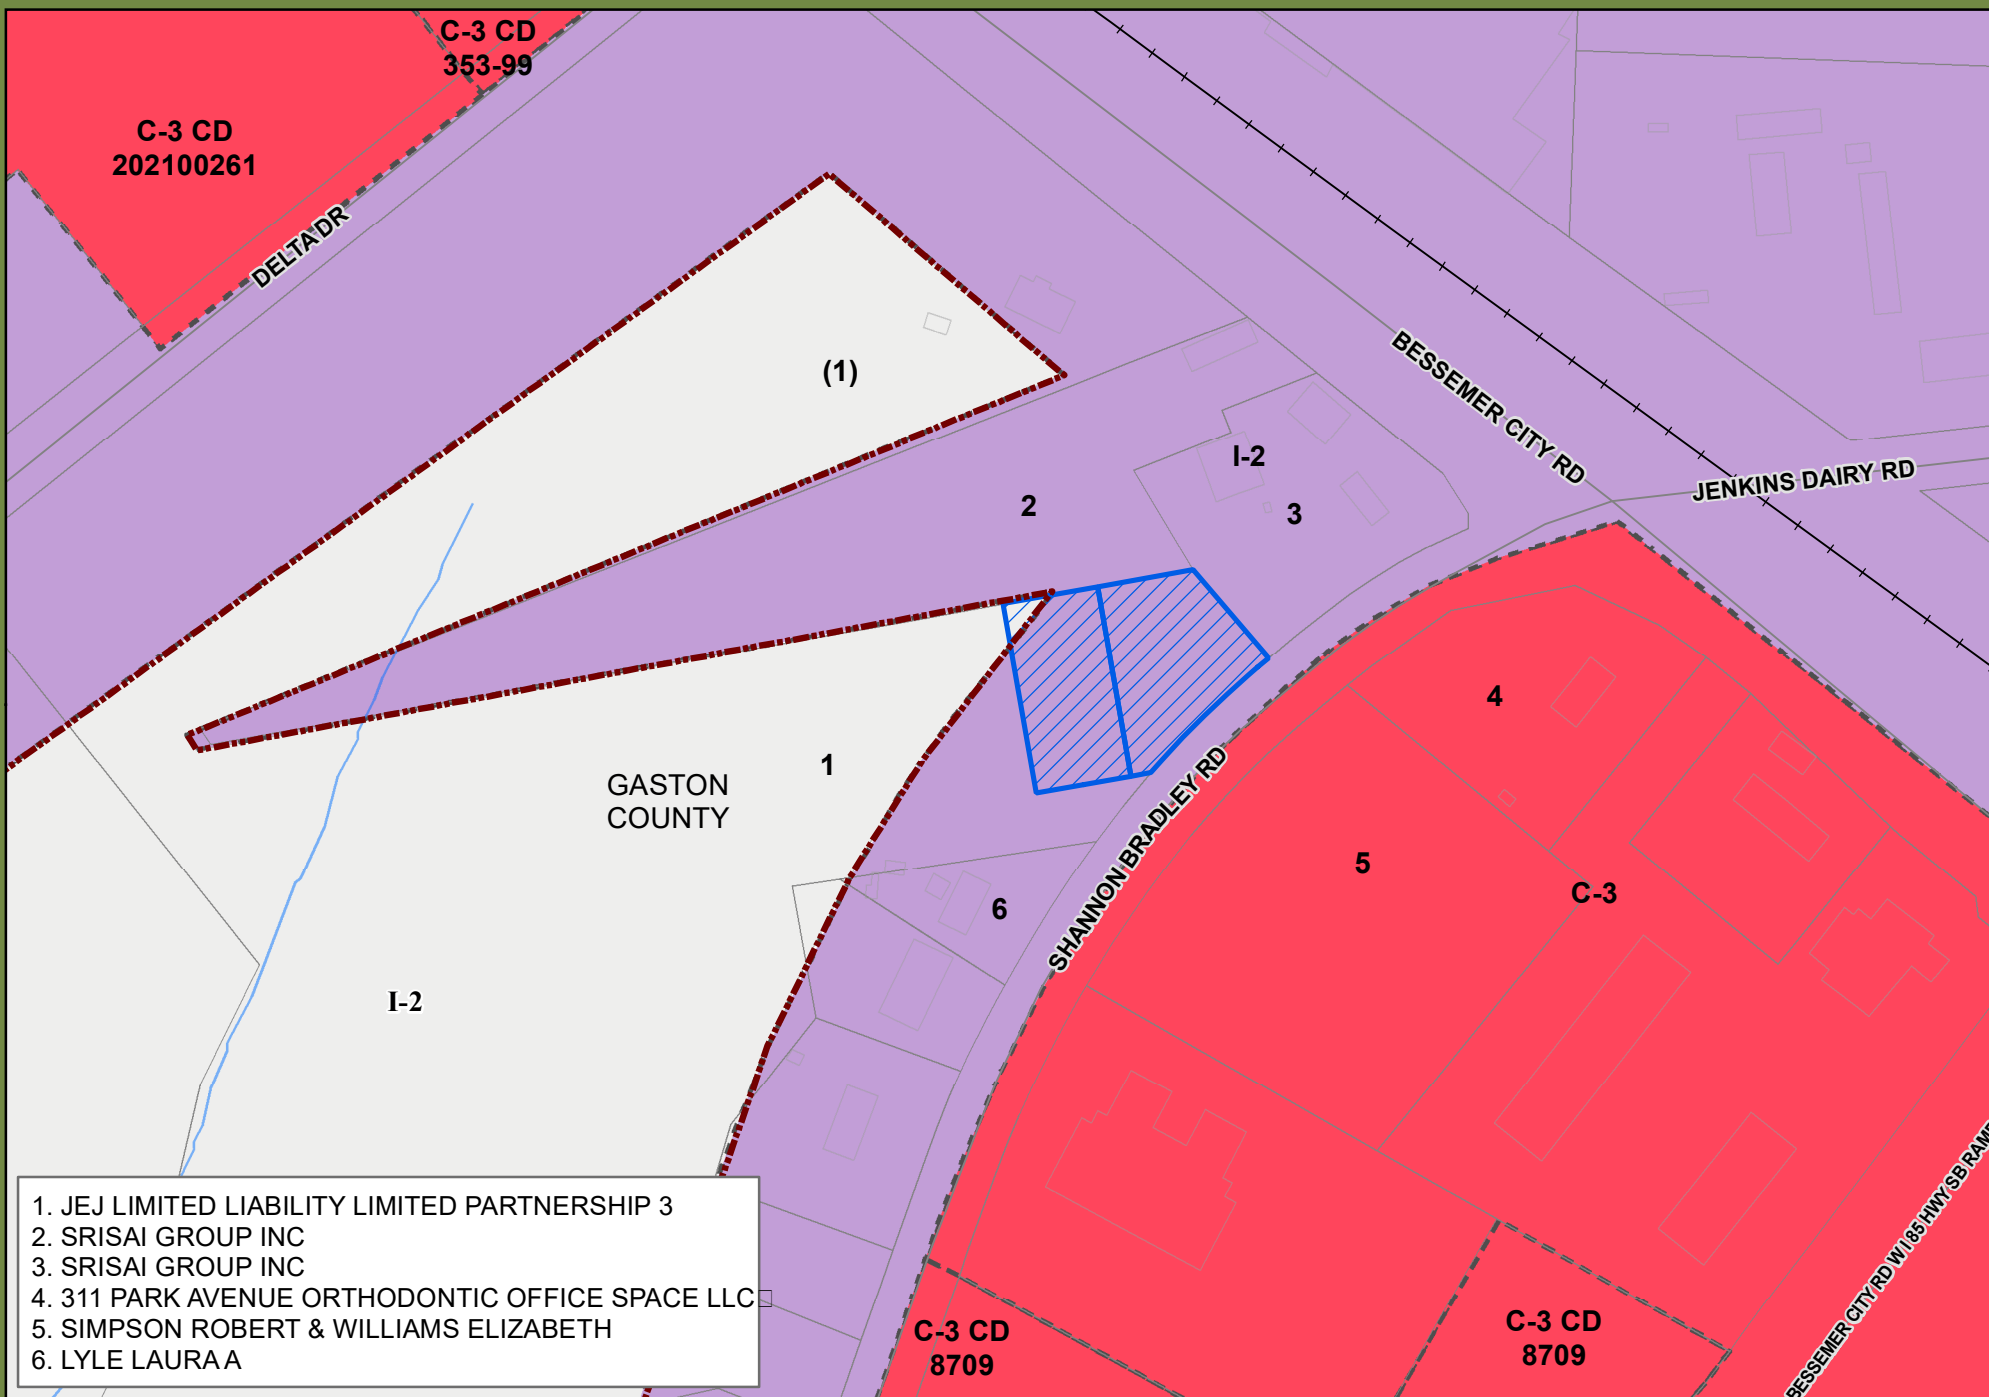 C-3 CD
353-99
C-3 CD
202100261
DELTA DR
(1)
BESSEMER CITY RD
I-2
JENKINS DAIRY RD
2
3
4
1
GASTON
COUNTY
SHANNON BRADLEY RD
5
C-3
6
I-2
BESSEMER CITY RD W I 85 HWY SB RAMP
1. JEJ LIMITED LIABILITY LIMITED PARTNERSHIP 3
2. SRISAI GROUP INC
3. SRISAI GROUP INC
4. 311 PARK AVENUE ORTHODONTIC OFFICE SPACE LLC
5. SIMPSON ROBERT & WILLIAMS ELIZABETH
6. LYLE LAURA A
C-3 CD
8709
C-3 CD
8709